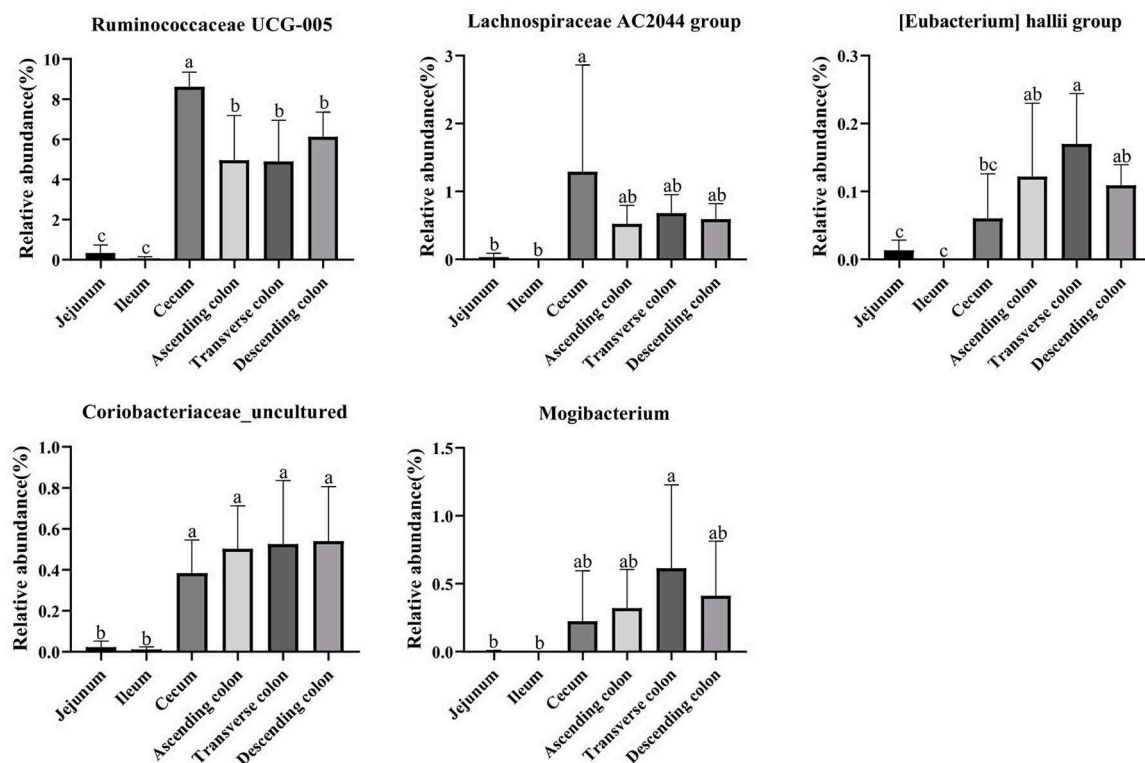 Ruminococcaceae UCG-005
Relative abundance(%)
10
8
6
4
2
0
c
c
a
b
b
b
Jejunum
Ileum
Cecum
Ascending colon
Transverse colon
Descending colon
Lachnospiraceae AC2044 group
Relative abundance(%)
3
2
1
0
b
b
a
ab
ab
ab
Jejunum
Ileum
Cecum
Ascending colon
Transverse colon
Descending colon
[Eubacterium] hallii group
Relative abundance(%)
0.3
0.2
0.1
0.0
c
c
bc
ab
a
ab
Jejunum
Ileum
Cecum
Ascending colon
Transverse colon
Descending colon
Coriobacteriaceae_uncultured
Relative abundance(%)
1.0
0.8
0.6
0.4
0.2
0.0
b
b
a
a
a
a
Jejunum
Ileum
Cecum
Ascending colon
Transverse colon
Descending colon
Mogibacterium
Relative abundance(%)
1.5
1.0
0.5
0.0
b
b
ab
ab
a
ab
Jejunum
Ileum
Cecum
Ascending colon
Transverse colon
Descending colon